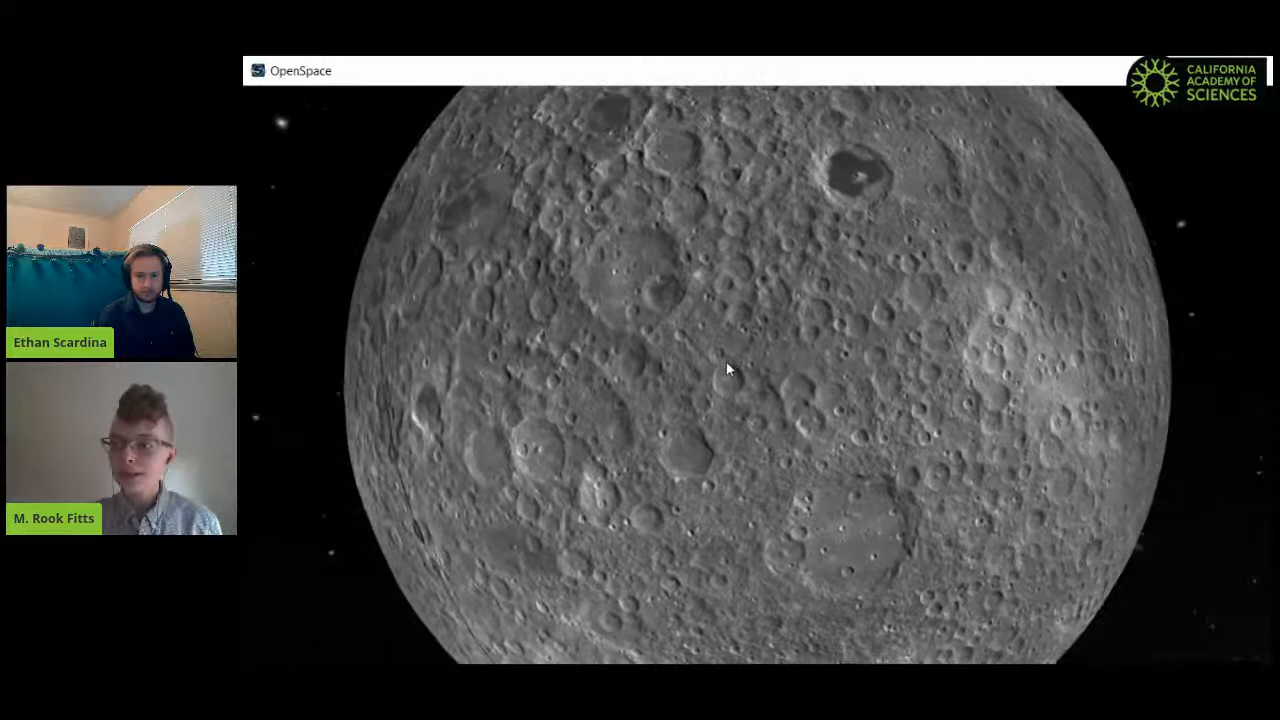 OpenSpace
CALIFORNIA
ACADEMY OF
SCIENCES
Ethan Scardina
M. Rook Fitts